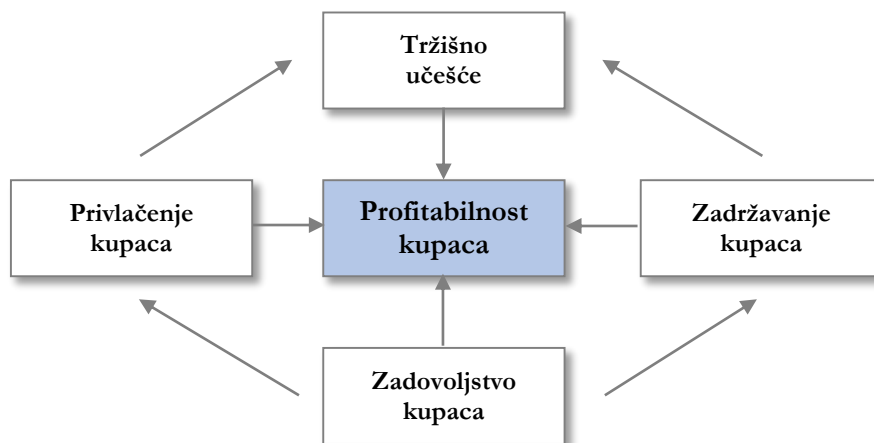 Tržišno
učešće
Privlačenje
kupaca
Profitabilnost
kupaca
Zadržavanje
kupaca
Zadovoljstvo
kupaca